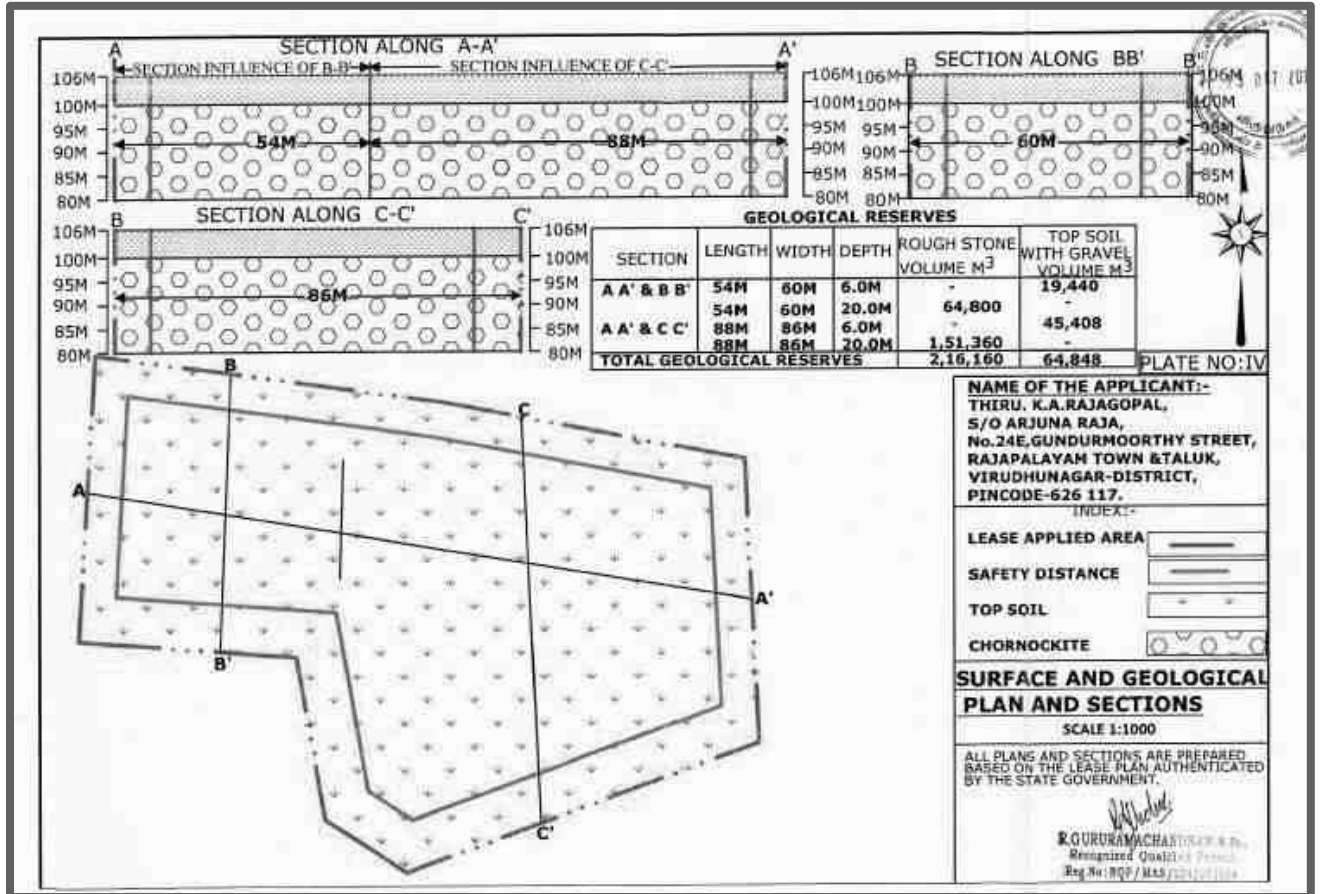 SECTION ALONG A-A'
A
A'
SECTION INFLUENCE OF B-B'
SECTION INFLUENCE OF C-C'
106M
100M
95M
90M
85M
80M
54M
88M
106M
100M
95M
90M
85M
80M
SECTION ALONG BB'
B
B'
106M
100M
95M
90M
85M
80M
60M
106M
100M
95M
90M
85M
80M
SECTION ALONG C-C'
B
C'
106M
100M
95M
90M
85M
80M
86M
106M
100M
95M
90M
85M
80M
GEOLOGICAL RESERVES
SECTION LENGTH WIDTH DEPTH ROUGH STONE VOLUME M3 TOP SOIL WITH GRAVEL VOLUME M3
A A' & B B' 54M 60M 6.0M - 19,440
54M 60M 20.0M 64,800 -
A A' & C C' 88M 86M 6.0M - 45,408
88M 86M 20.0M 1,51,360 -
TOTAL GEOLOGICAL RESERVES 2,16,160 64,848
PLATE NO:IV
B
C
A
A'
B'
C'
NAME OF THE APPLICANT:-
THIRU. K.A.RAJAGOPAL,
S/O ARJUNA RAJA,
No.24E,GUNDURMOORTHY STREET,
RAJAPALAYAM TOWN &TALUK,
VIRUDHUNAGAR-DISTRICT,
PINCODE-626 117.
INDEX:-
LEASE APPLIED AREA
SAFETY DISTANCE
TOP SOIL
CHORNOCKITE
SURFACE AND GEOLOGICAL
PLAN AND SECTIONS
SCALE 1:1000
ALL PLANS AND SECTIONS ARE PREPARED
BASED ON THE LEASE PLAN AUTHENTICATED
BY THE STATE GOVERNMENT.
R.GURURAMACHANDRAN
Recognized Qualified
Reg.No:RQP/MAS/